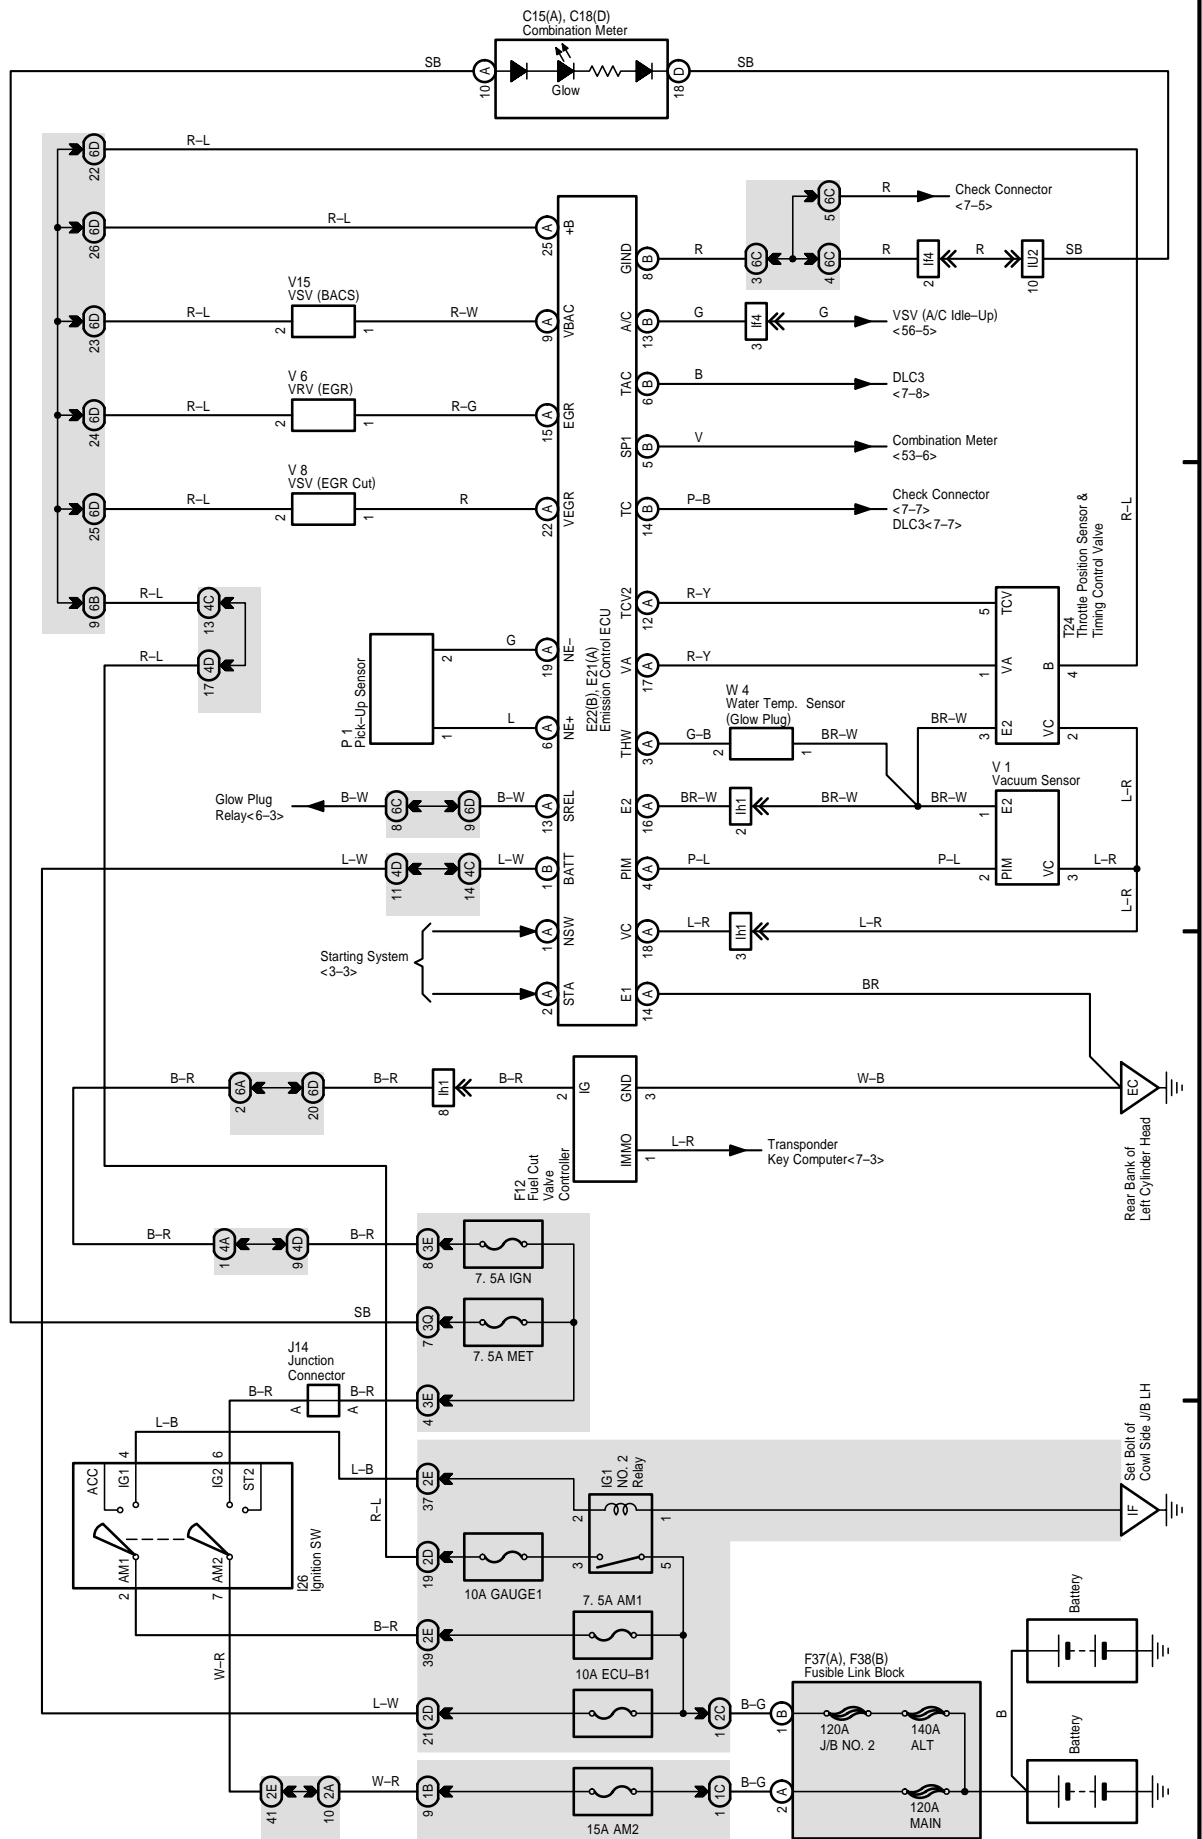 C15(A), C18(D)
Combination Meter
SB
10
A
Glow
D
18
SB
6D
22
R–L
6D
26
R–L
25
A
+B
6D
23
R–L
V15
VSV (BACS)
2
1
R–W
9
A
VBAC
6D
24
R–L
V 6
VRV (EGR)
2
1
R–G
15
A
EGR
6D
25
R–L
V 8
VSV (EGR Cut)
2
1
R
22
A
VEGR
6B
9
R–L
4C
13
R–L
4D
17
P 1
Pick–Up Sensor
2
G
19
A
NE–
1
L
6
A
NE+
E22(B), E21(A)
Emission Control ECU
Glow Plug
Relay<6–3>
B–W
6C
8
6D
9
B–W
13
A
SREL
L–W
4D
11
4C
14
L–W
1
B
BATT
Starting System
<3–3>
1
A
NSW
2
A
STA
GIND
B
8
R
6C
3
6C
5
R
Check Connector
<7–5>
6C
4
R
If4
2
R
IU2
10
SB
A/C
B
13
G
If4
3
G
VSV (A/C Idle–Up)
<56–5>
TAC
B
6
B
DLC3
<7–8>
SP1
B
5
V
Combination Meter
<53–6>
TC
B
14
P–B
Check Connector
<7–7>
DLC3<7–7>
R–L
TCV2
A
12
R–Y
5
TCV
T24
Throttle Position Sensor &
Timing Control Valve
VA
A
17
R–Y
1
VA
B
4
THW
A
3
G–B
W 4
Water Temp. Sensor
(Glow Plug)
2
1
BR–W
BR–W
3
E2
VC
2
E2
A
16
BR–W
Ih1
2
BR–W
BR–W
V 1
Vacuum Sensor
1
E2
L–R
PIM
A
4
P–L
P–L
2
PIM
VC
3
L–R
L–R
VC
A
18
L–R
Ih1
3
L–R
E1
A
14
BR
B–R
6A
2
6D
20
B–R
Ih1
8
B–R
2
IG
GND
3
W–B
EC
Rear Bank of
Left Cylinder Head
IMMO
1
L–R
Transponder
Key Computer<7–3>
F12
Fuel Cut
Valve
Controller
B–R
4A
1
4D
9
B–R
3E
8
7. 5A IGN
SB
3Q
7
7. 5A MET
J14
Junction
Connector
B–R
A
A
B–R
3E
4
L–B
4
6
ACC
IG1
IG2
ST2
AM1
AM2
2
7
I26
Ignition SW
L–B
2E
37
IG1
NO. 2
Relay
2
1
3
5
IF
Set Bolt of
Cowl Side J/B LH
R–L
2D
19
10A GAUGE1
B–R
2E
39
7. 5A AM1
W–R
L–W
2D
21
10A ECU–B1
2C
1
B–G
1
B
F37(A), F38(B)
Fusible Link Block
120A
J/B NO. 2
140A
ALT
B
Battery
2E
41
2A
10
W–R
1B
9
15A AM2
1C
1
B–G
2
A
120A
MAIN
Battery